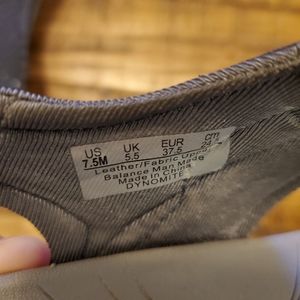 US UK EUR cm
7.5M 5.5 37.5
Leather/Fabric Upper
Balance Man Made
Made in China
DYNOMITE